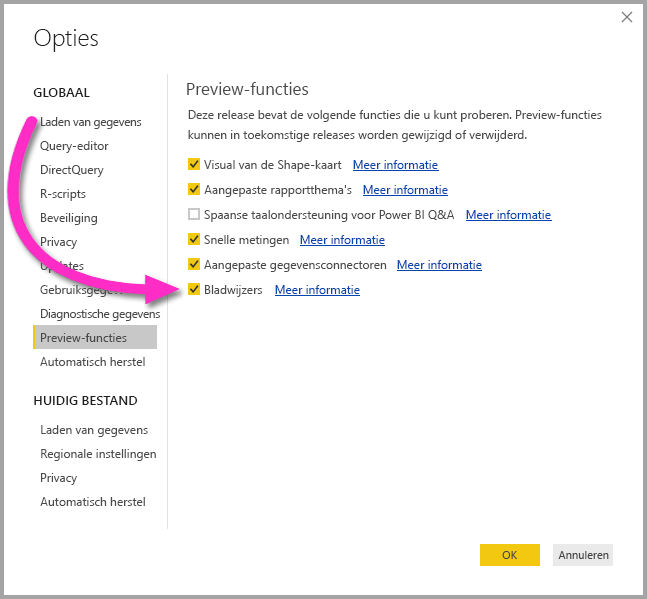 Opties
GLOBAAL
Laden van gegevens
Query-editor
DirectQuery
R-scripts
Beveiliging
Privacy
Updates
Diagnostische gegevens
Preview-functies
Automatisch herstel
HUIDIG BESTAND
Laden van gegevens
Regionale instellingen
Privacy
Automatisch herstel
Preview-functies
Deze release bevat de volgende functies die u kunt proberen. Preview-functies
kunnen in toekomstige releases worden gewijzigd of verwijderd.
Visual van de Shape-kaart Meer informatie
Aangepaste rapportthema's Meer informatie
Spaanse taalondersteuning voor Power BI Q&A Meer informatie
Snelle metingen Meer informatie
Aangepaste gegevensconnectoren Meer informatie
Bladwijzers Meer informatie
OK
Annuleren